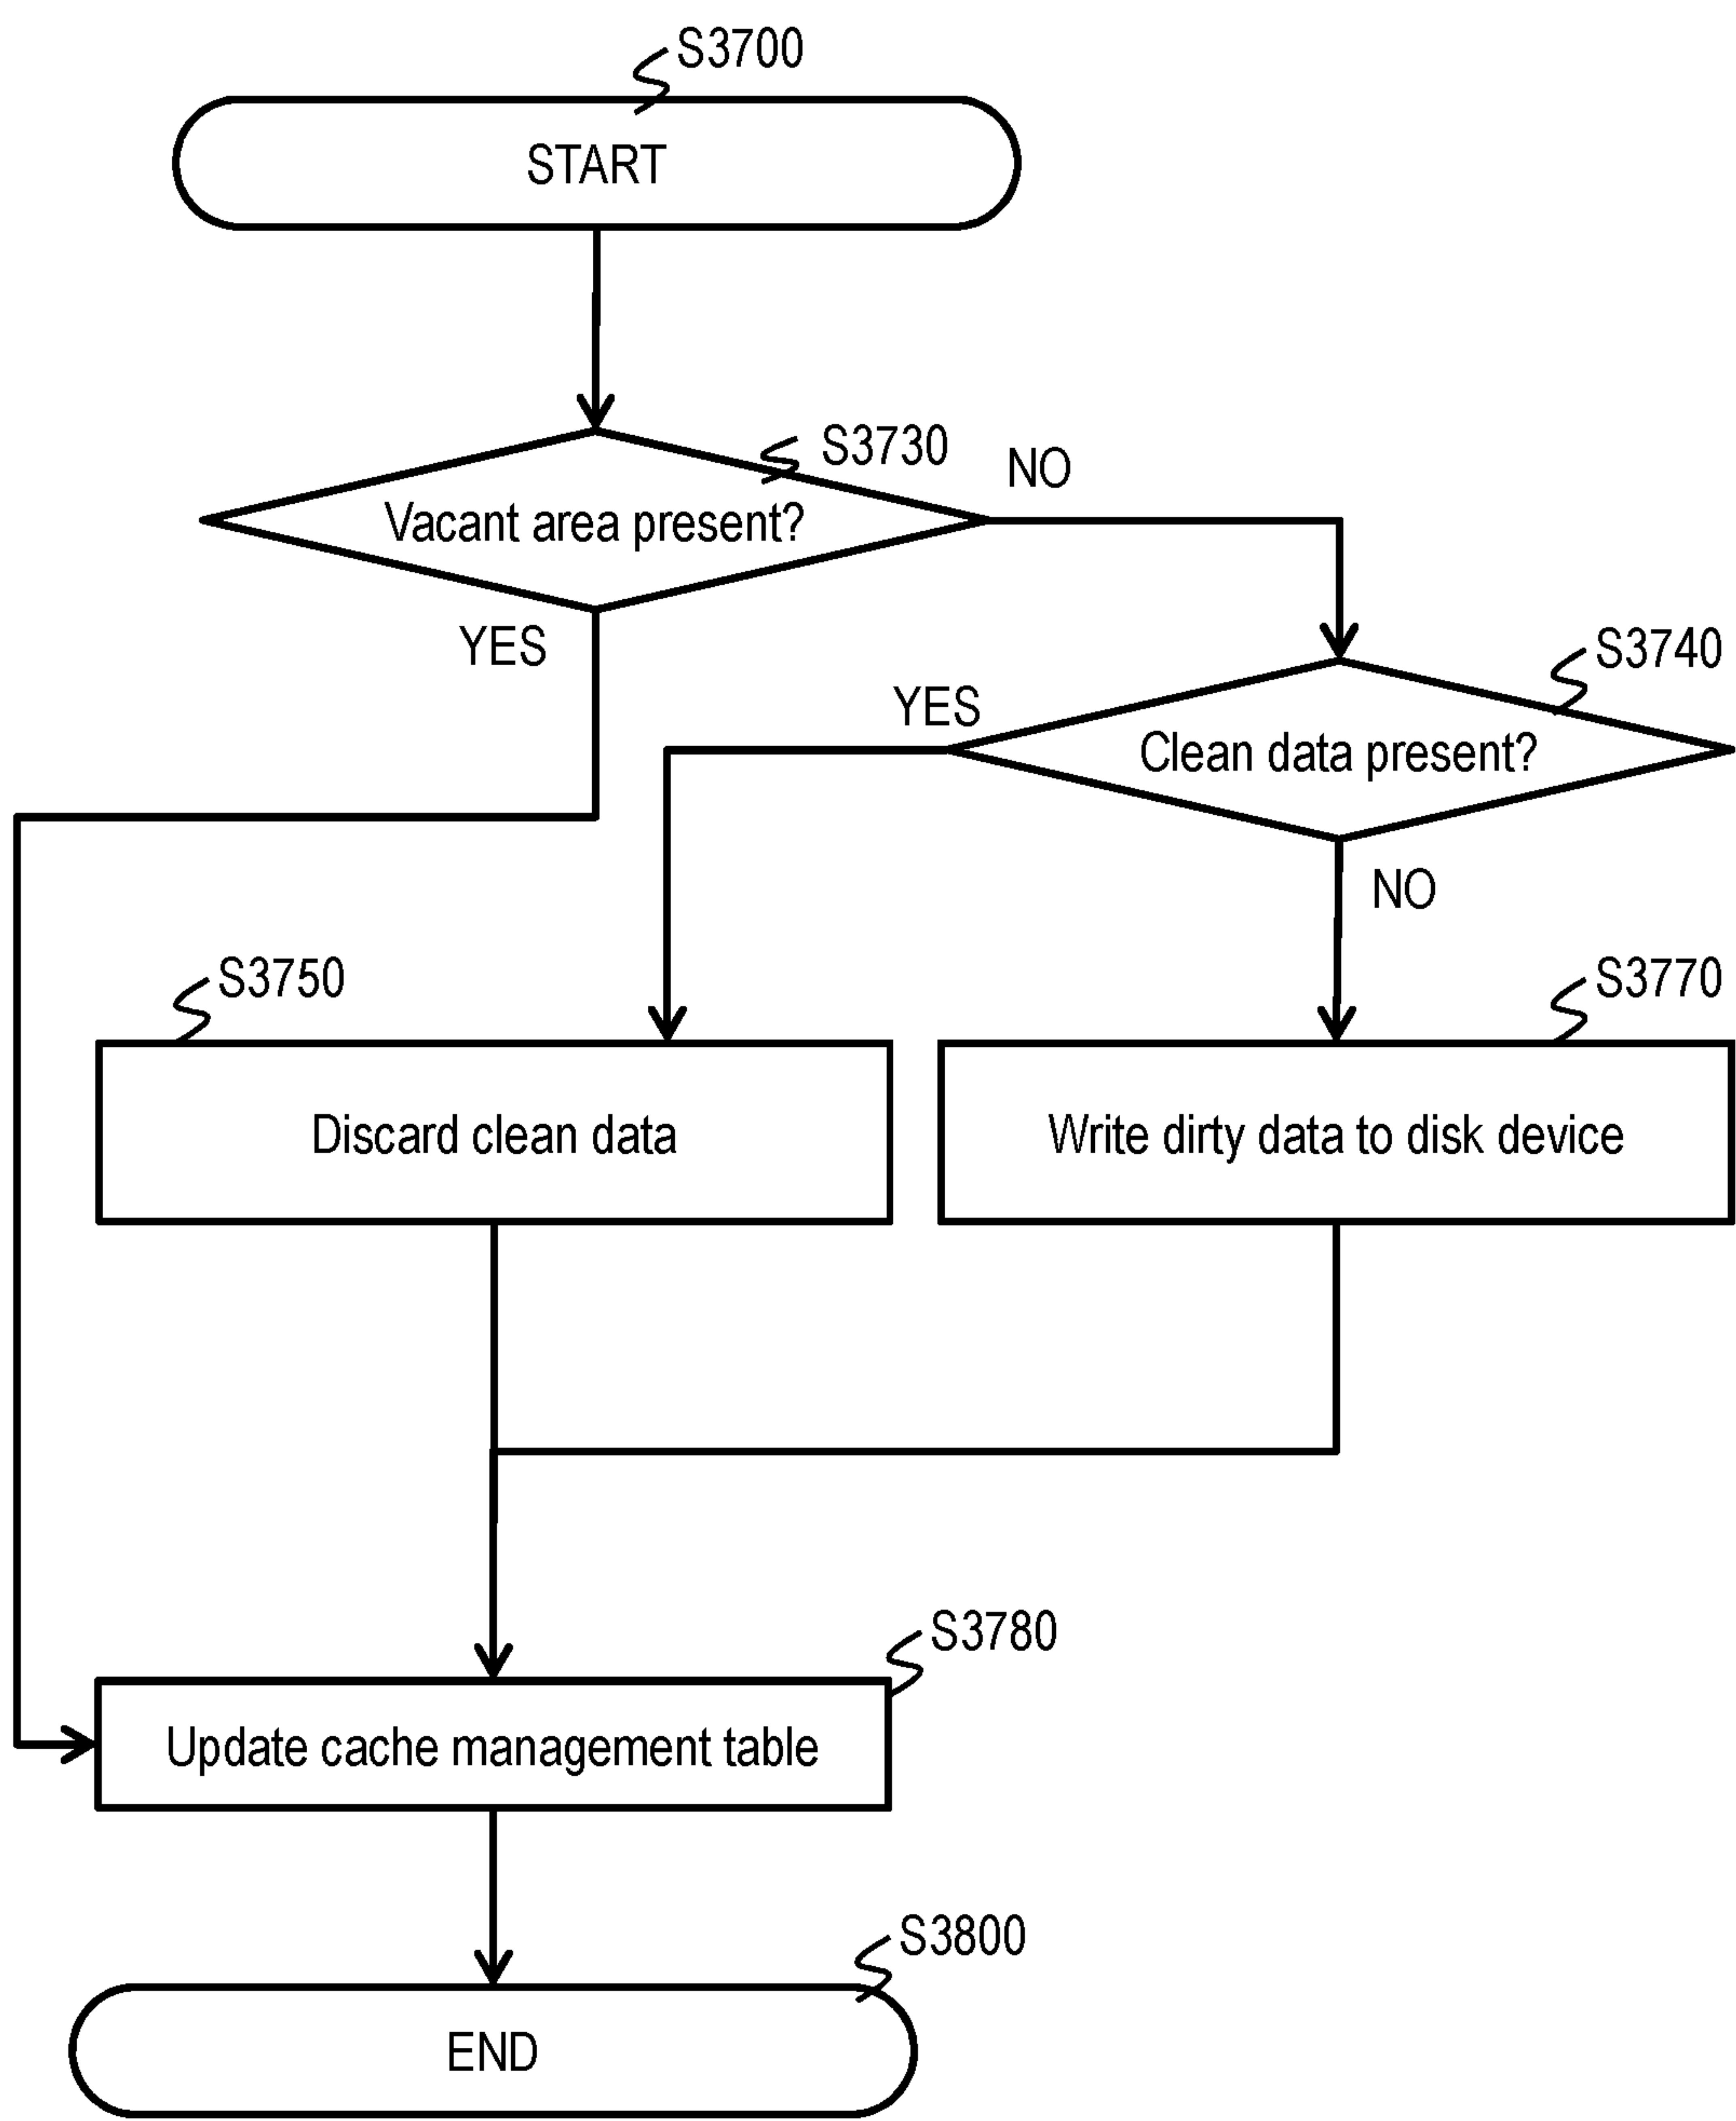 S3700
START
S3730
NO
Vacant area present?
YES
S3740
YES
Clean data present?
NO
S3750
S3770
Discard clean data
Write dirty data to disk device
S3780
Update cache management table
S3800
END